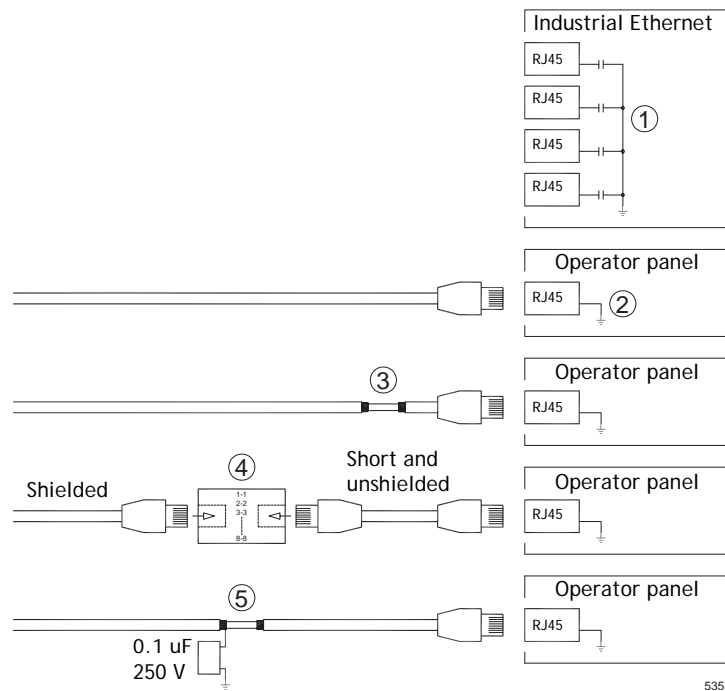 Industrial Ethernet
RJ45
RJ45
RJ45
RJ45
1
Operator panel
RJ45
2
Operator panel
3
RJ45
Operator panel
4
Short and
unshielded
Shielded
1-1
2-2
3-3
8-8
RJ45
Operator panel
5
RJ45
0.1 uF
250 V
535